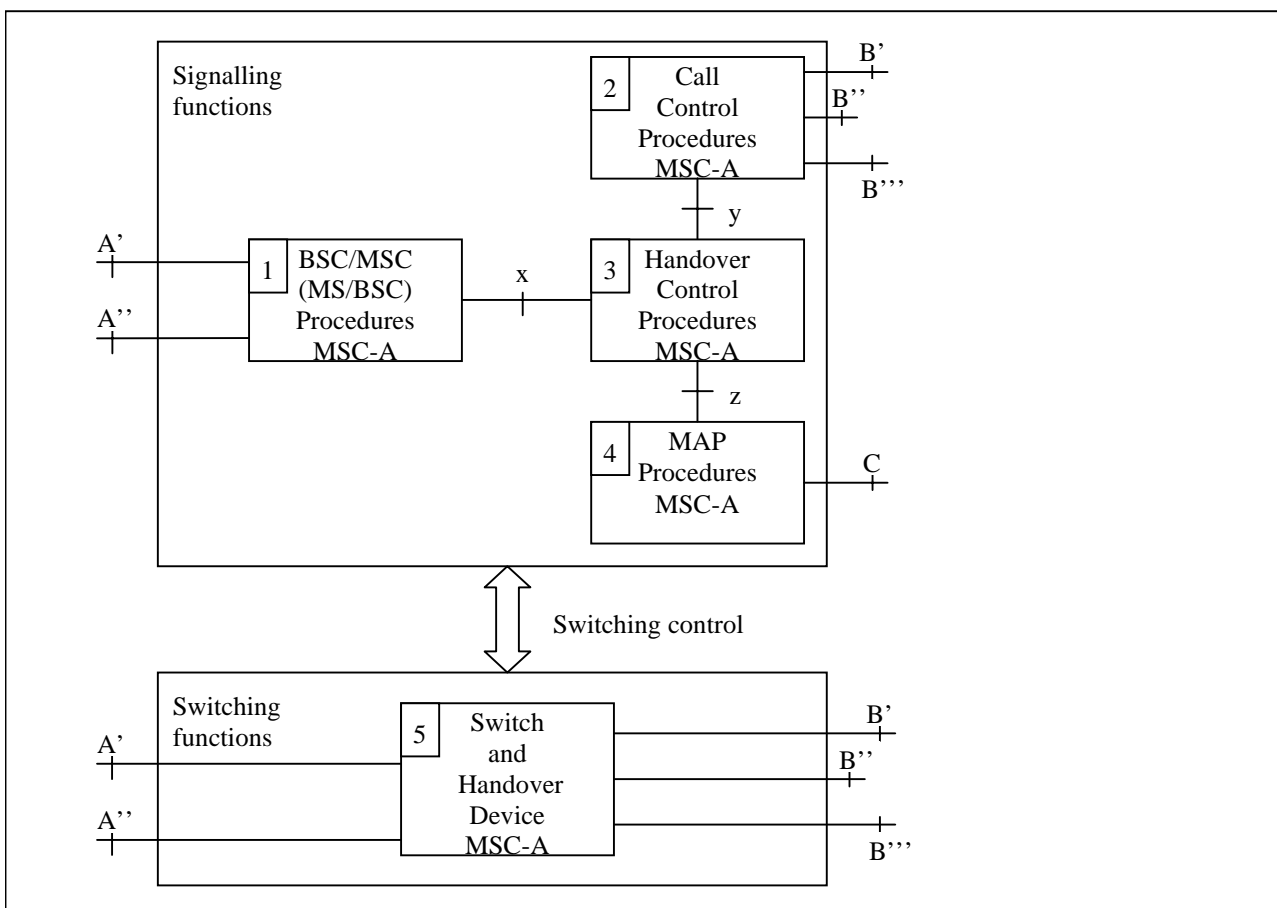 Signalling
functions
2
Call
Control
Procedures
MSC-A
B'
B''
B'''
y
A'
A''
1
BSC/MSC
(MS/BSC)
Procedures
MSC-A
x
3
Handover
Control
Procedures
MSC-A
z
4
MAP
Procedures
MSC-A
C
Switching control
Switching
functions
5
Switch
and
Handover
Device
MSC-A
A'
A''
B'
B''
B'''